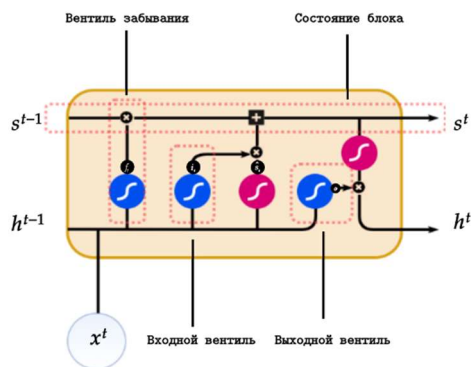 Вентиль забывания
Состояние блока
s^{t-1}
s^t
h^{t-1}
h^t
x^t
Входной вентиль
Выходной вентиль